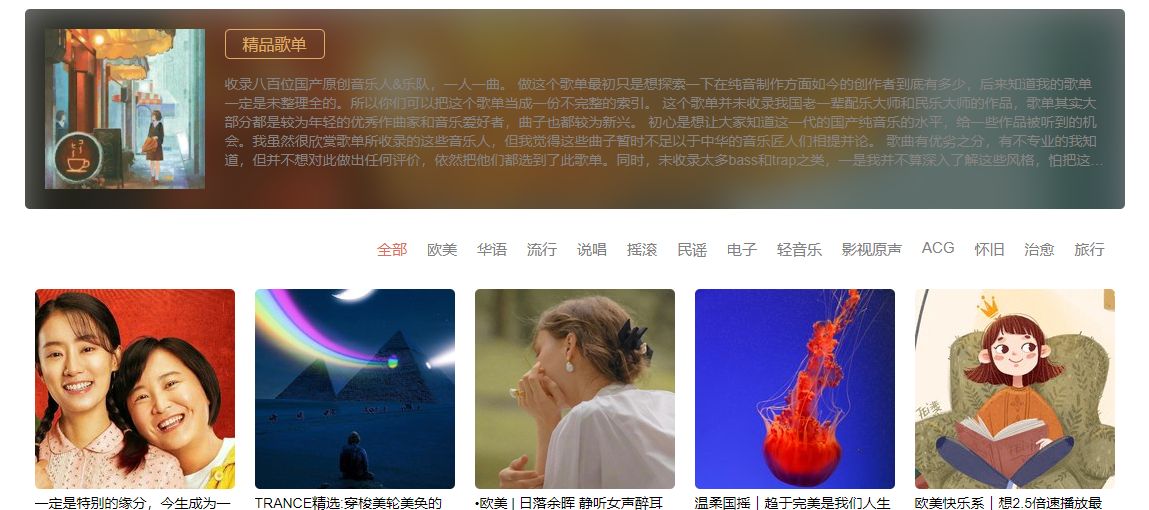 精品歌单
收录八百位国产原创音乐人&乐队，一人一曲。 做这个歌单最初只是想探索一下在纯音制作方面如今的创作者到底有多少，后来知道我的歌单
一定是未整理全的。所以你们可以把这个歌单当成一份不完整的索引。 这个歌单并未收录我国老一辈配乐大师和民乐大师的作品，歌单其实大
部分都是较为年轻的优秀作曲家和音乐爱好者，曲子也都较为新兴。 初心是想让大家知道这一代的国产纯音乐的水平，给一些作品被听到的机
会。我虽然很欣赏歌单所收录的这些音乐人，但我觉得这些曲子暂时不足以于中华的音乐匠人们相提并论。 歌曲有优劣之分，有不专业的我知
道，但并不想对此做出任何评价，依然把他们都选到了此歌单。同时，未收录太多bass和trap之类，一是我并不算深入了解这些风格，怕把这...
全部 欧美 华语 流行 说唱 摇滚 民谣 电子 轻音乐 影视原声 ACG 怀旧 治愈 旅行
一定是特别的缘分，今生成为一
TRANCE精选:穿梭美轮美奂的
•欧美 | 日落余晖 静听女声醉耳
温柔国摇｜趋于完美是我们人生
欧美快乐系｜想2.5倍速播放最